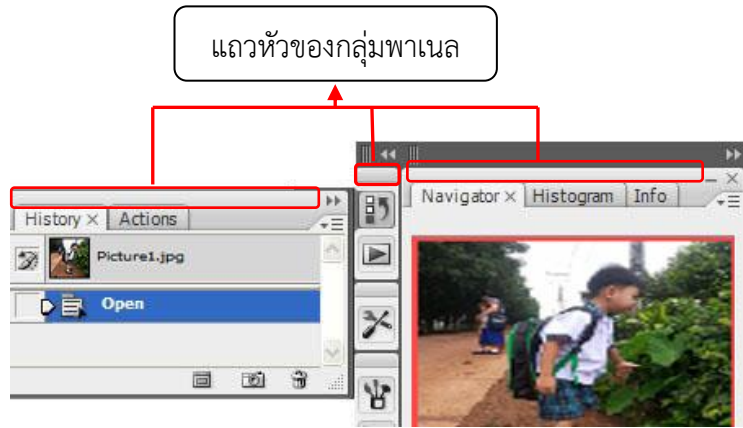 แถวหัวของกลุ่มพาเนล
History × Actions
Picture1.jpg
Open
Navigator × Histogram Info